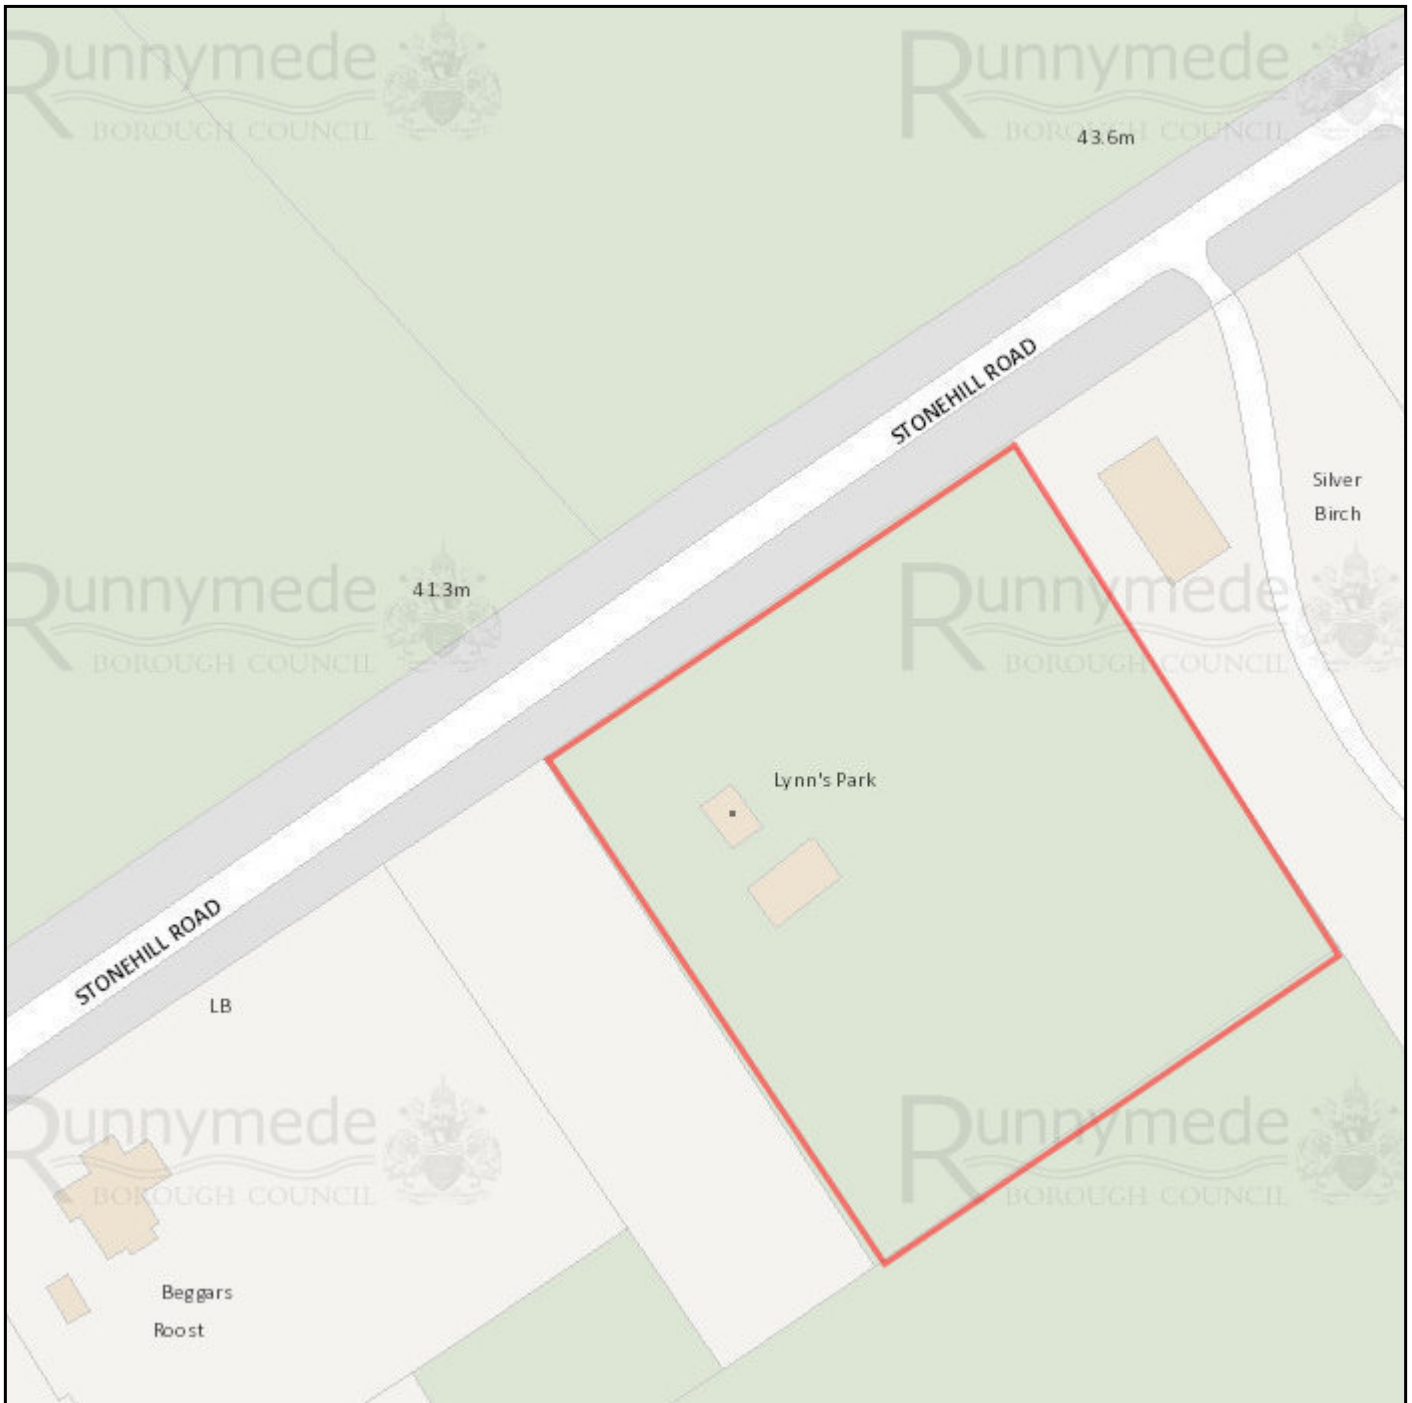 Runnymede
BOROUGH COUNCIL
Runnymede
BOROUGH COUNCIL
43.6m
STONEHILL ROAD
Silver
Birch
41.3m
Runnymede
BOROUGH COUNCIL
Runnymede
BOROUGH COUNCIL
Lynn's Park
STONEHILL ROAD
LB
Runnymede
BOROUGH COUNCIL
Runnymede
BOROUGH COUNCIL
Beggars
Roost